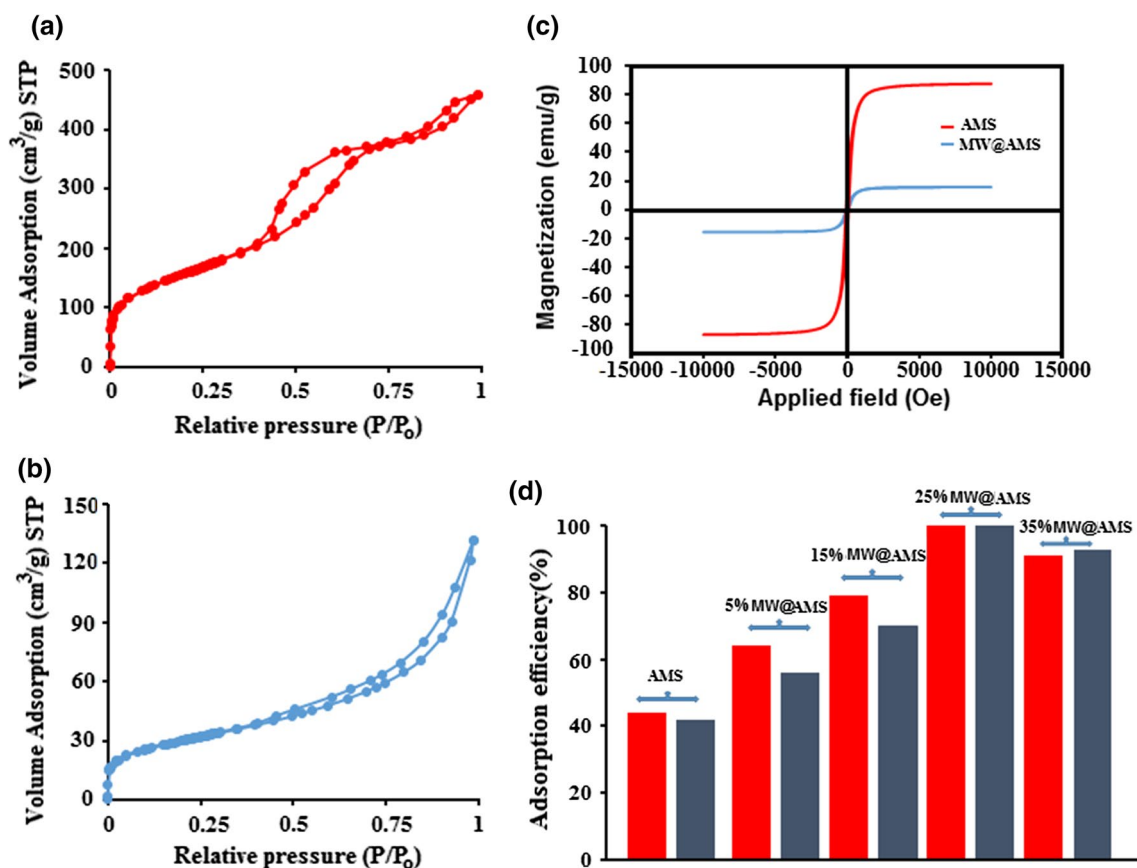 (a)
Volume Adsorption (cm³/g) STP
500
400
300
200
100
0
0 0.25 0.5 0.75 1
Relative pressure (P/Po)
(c)
Magnetization (emu/g)
100
80
60
40
20
0
-20
-40
-60
-80
-100
AMS
MW@AMS
-15000 -10000 -5000 0 5000 10000 15000
Applied field (Oe)
(b)
Volume Adsorption (cm³/g) STP
150
120
90
60
30
0
0 0.25 0.5 0.75 1
Relative pressure (P/Po)
(d)
Adsorption efficiency(%)
100
80
60
40
20
0
AMS
5% MW@AMS
15% MW@AMS
25% MW@AMS
35% MW@AMS